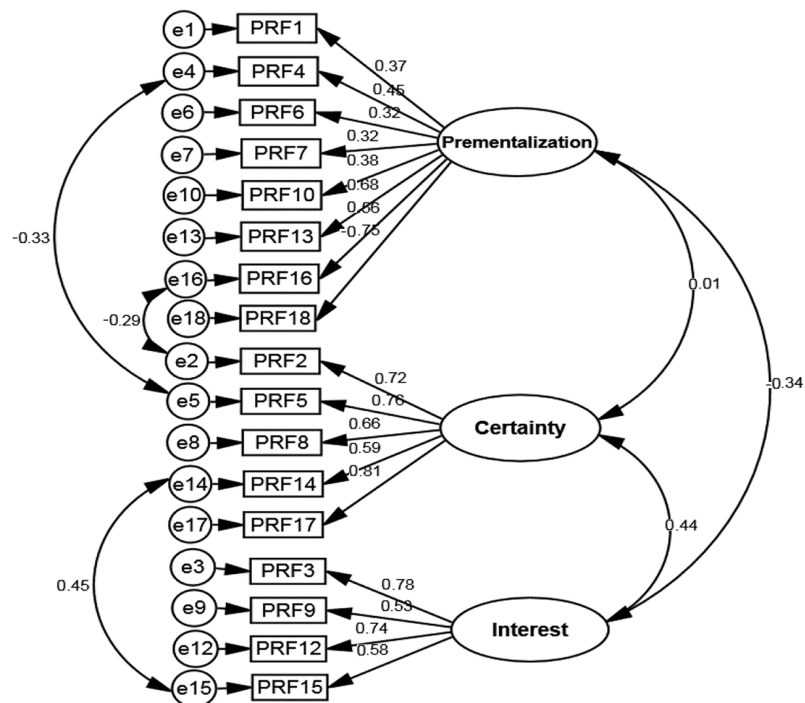 e1 PRF1
0.37
e4 PRF4
0.45
e6 PRF6
0.32
Prementalization
e7 PRF7
0.32
0.38
e10 PRF10
0.68
e13 PRF13
0.56
-0.75
-0.33
e16 PRF16
0.01
e18 PRF18
-0.29
e2 PRF2
0.72
-0.34
e5 PRF5
0.76
e8 PRF8
0.66
Certainty
0.59
e14 PRF14
0.81
e17 PRF17
0.44
e3 PRF3
0.78
0.45
e9 PRF9
0.53
Interest
0.74
e12 PRF12
0.58
e15 PRF15